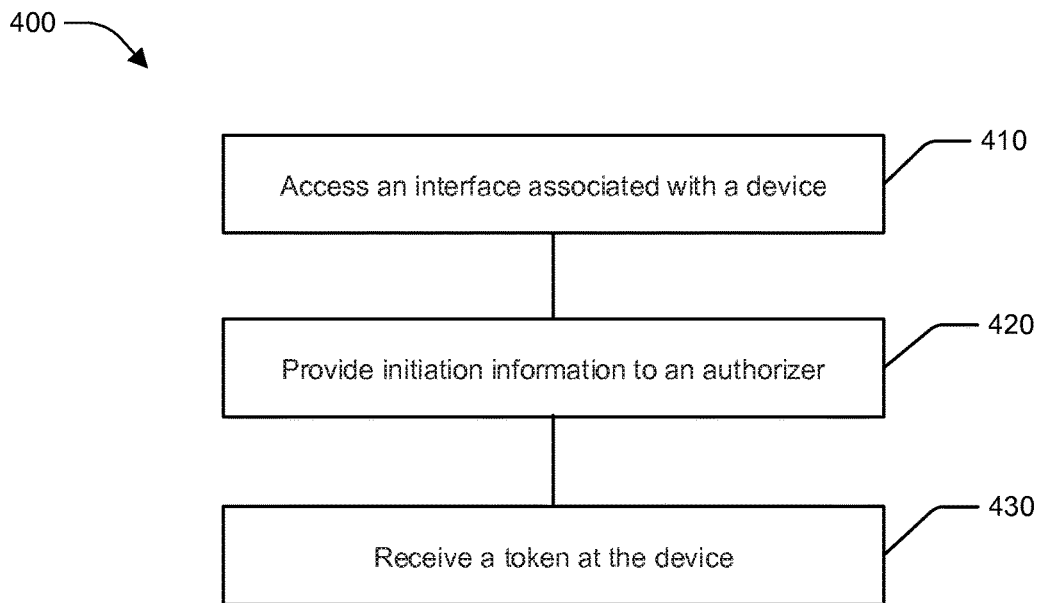 400
410
Access an interface associated with a device
420
Provide initiation information to an authorizer
430
Receive a token at the device